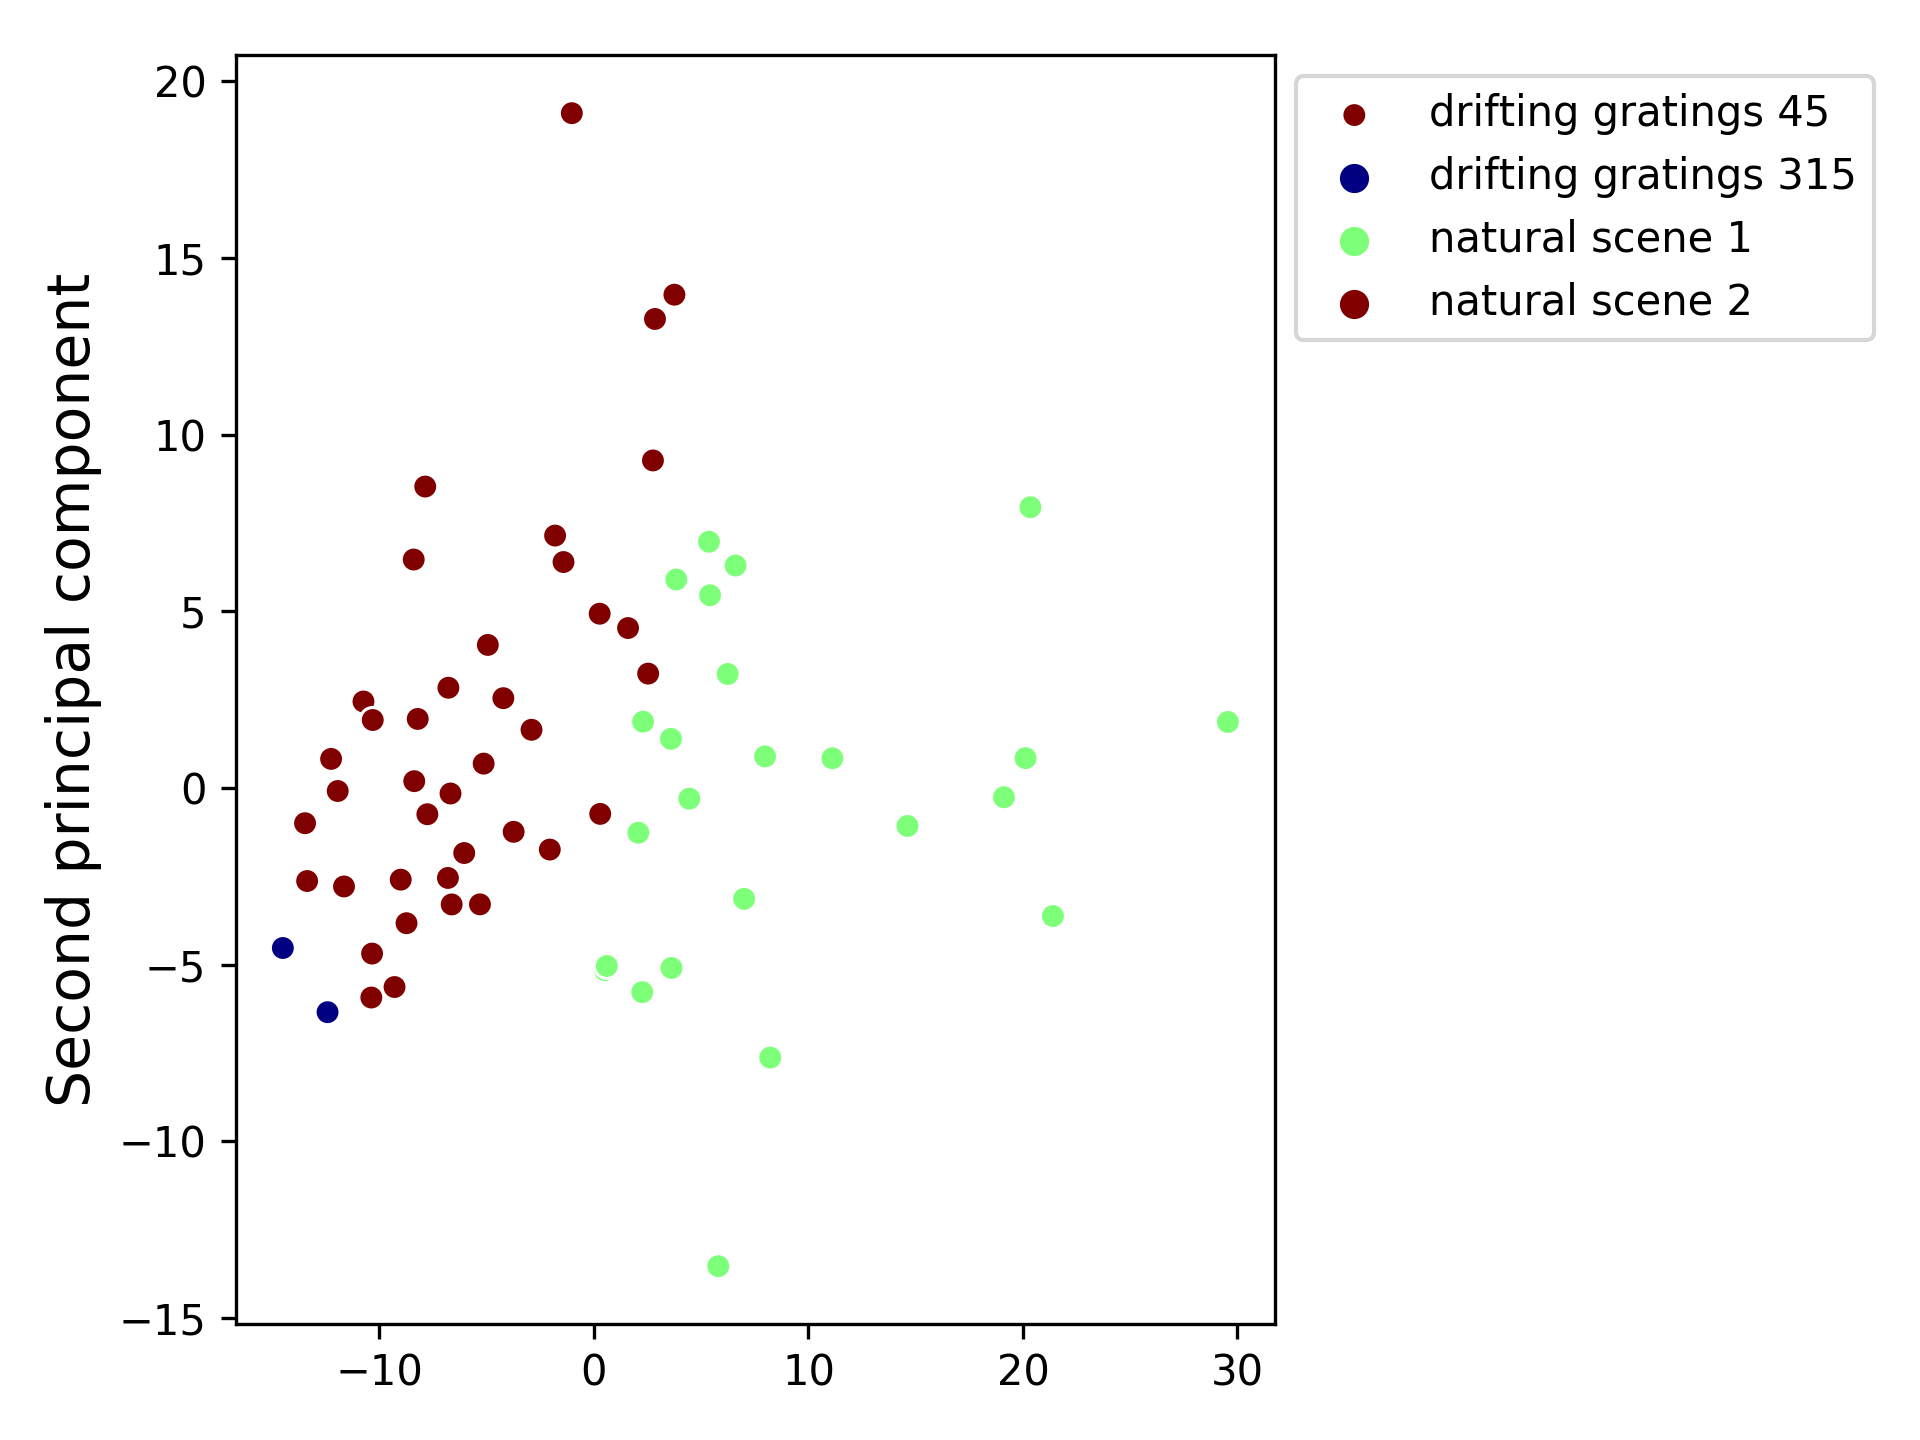 Second principal component
20
15
10
5
0
−5
−10
−15
−10 0 10 20 30
drifting gratings 45
drifting gratings 315
natural scene 1
natural scene 2